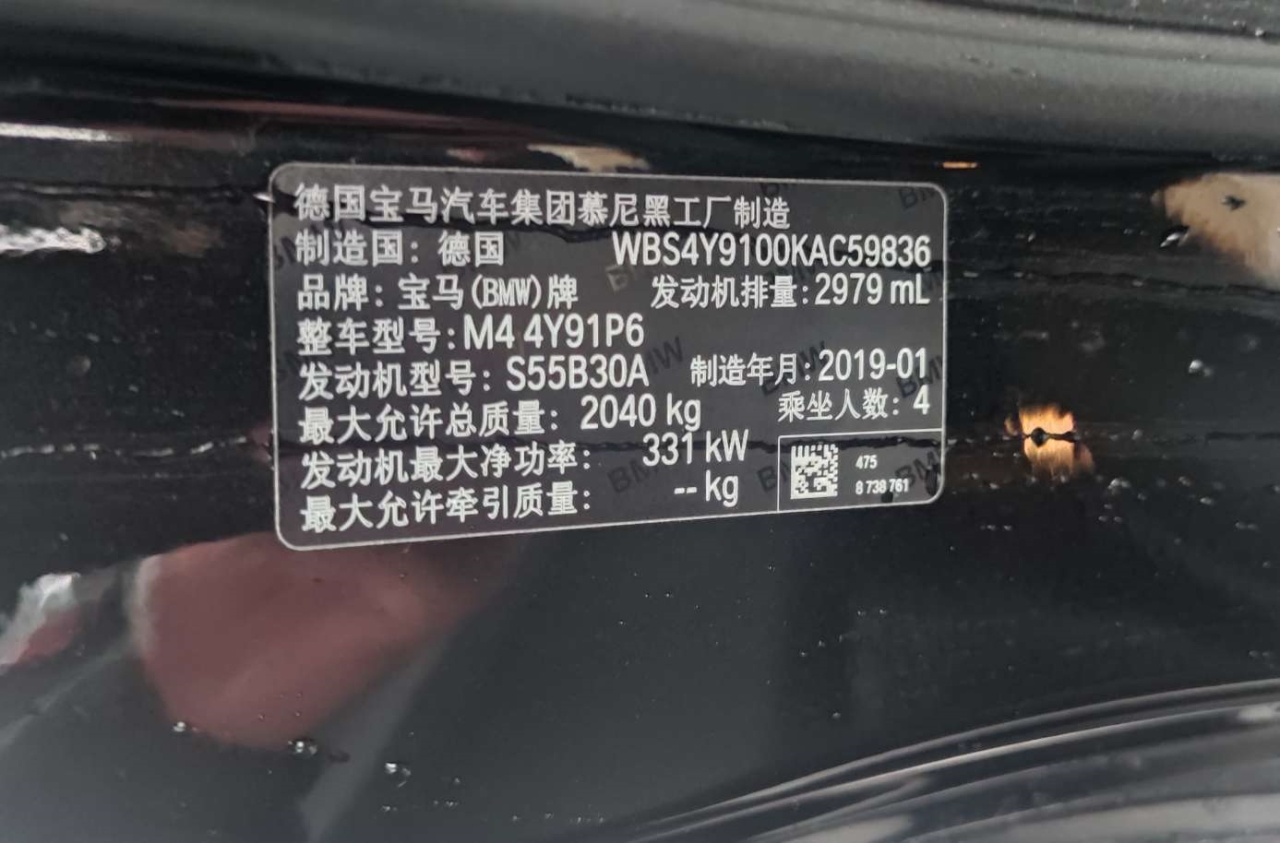 德国宝马汽车集团慕尼黑工厂制造
制造国：德国 WBS4Y9100KAC59836
品牌：宝马(BMW)牌 发动机排量：2979 mL
整车型号：M4 4Y91P6
发动机型号：S55B30A 制造年月：2019-01
最大允许总质量：2040 kg 乘坐人数：4
发动机最大净功率：331 kW
最大允许牵引质量：-- kg
475
8 738 761